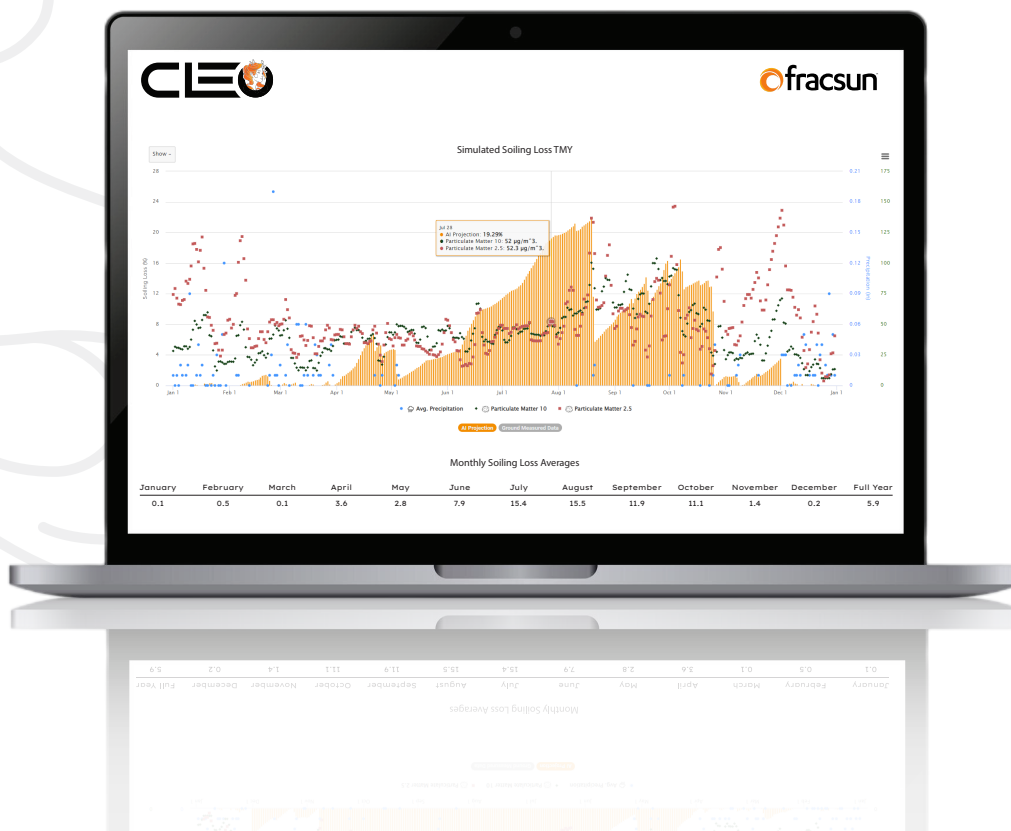 CLEO
fracsun
Show -
Simulated Soiling Loss TMY
28 0.21 175
24 0.18 150
20 0.15 125
16 0.12 100
12 0.09 75
8 0.06 50
4 0.03 25
0 0 0
Soiling Loss (%)
Precipitation (in)
Jul 28
AI Projection: 19.29%
Particulate Matter 10: 52 µg/m^3.
Particulate Matter 2.5: 52.3 µg/m^3.
Jan 1 Feb 1 Mar 1 Apr 1 May 1 Jun 1 Jul 1 Aug 1 Sep 1 Oct 1 Nov 1 Dec 1 Jan 1
Avg. Precipitation Particulate Matter 10 Particulate Matter 2.5
AI Projection Ground Measured Data
Monthly Soiling Loss Averages
January February March April May June July August September October November December Full Year
0.1 0.5 0.1 3.6 2.8 7.9 15.4 15.5 11.9 11.1 1.4 0.2 5.9